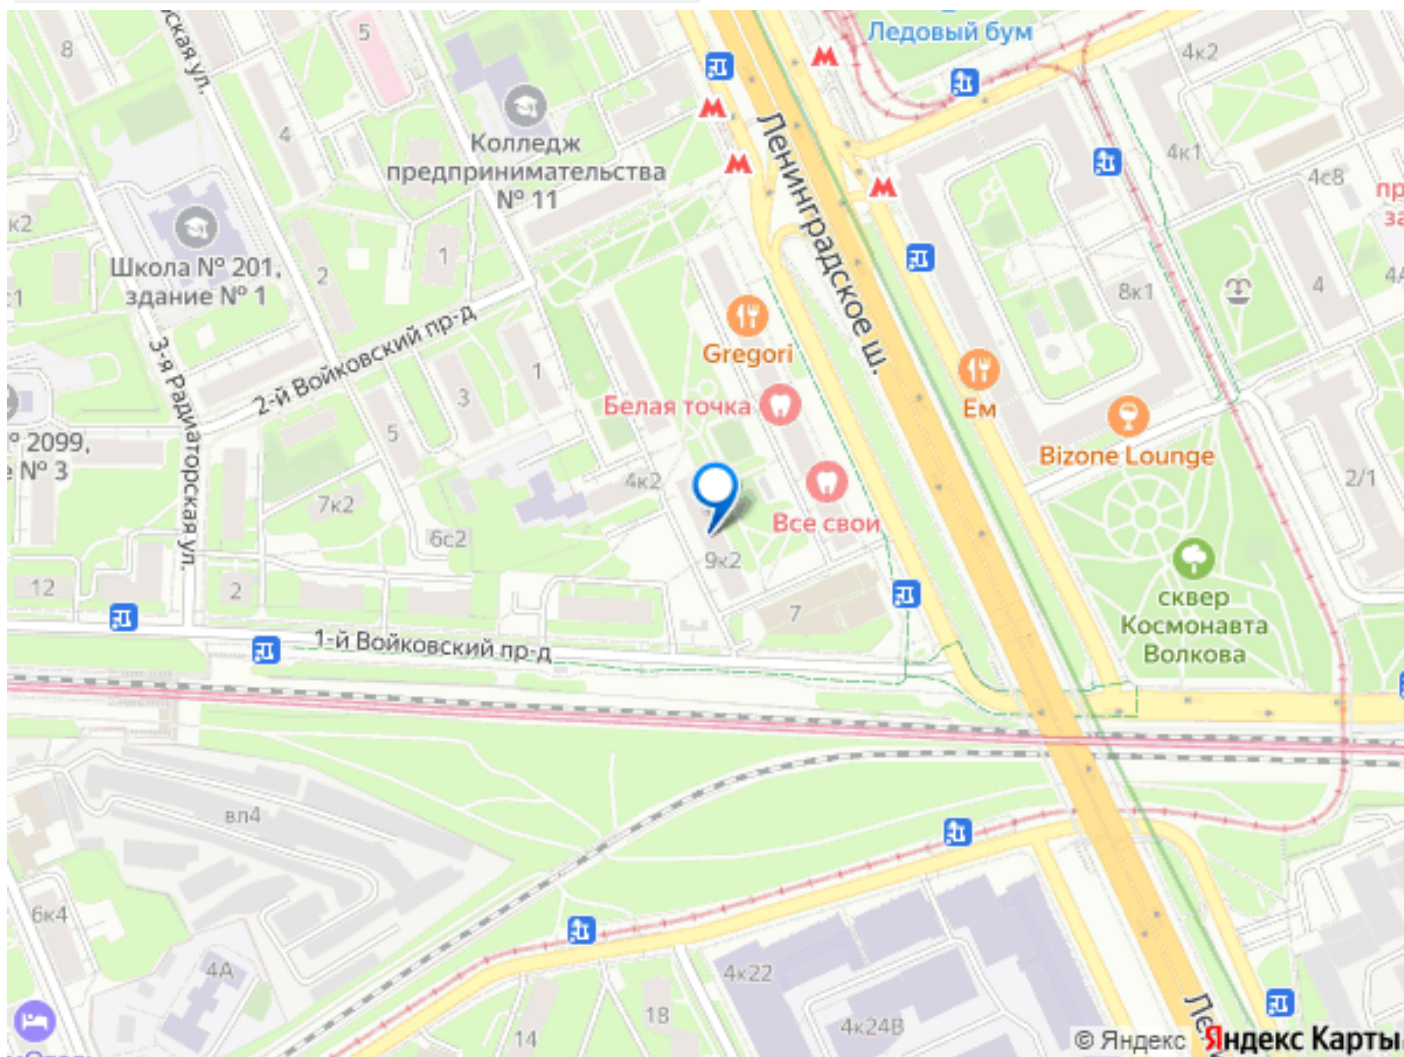 8
5
4
Ледовый бум
4к2
Колледж
предпринимательства
№ 11
4к1
4с8
к2
Школа № 201,
здание № 1
2
1
Ленинградское ш.
8к1
4
2-й Войковский пр-д
3-я Радиаторская ул.
Gregori
3
1
Белая точка
Ем
Bizone Lounge
5
№ 2099,
№ 3
7к2
6с2
4к2
Все свои
9к2
2/1
12
2
7
сквер
Космонавта
Волкова
1-й Войковский пр-д
вл4
6к4
4А
4к22
14
18
4к24В
© Яндекс
Яндекс Карты